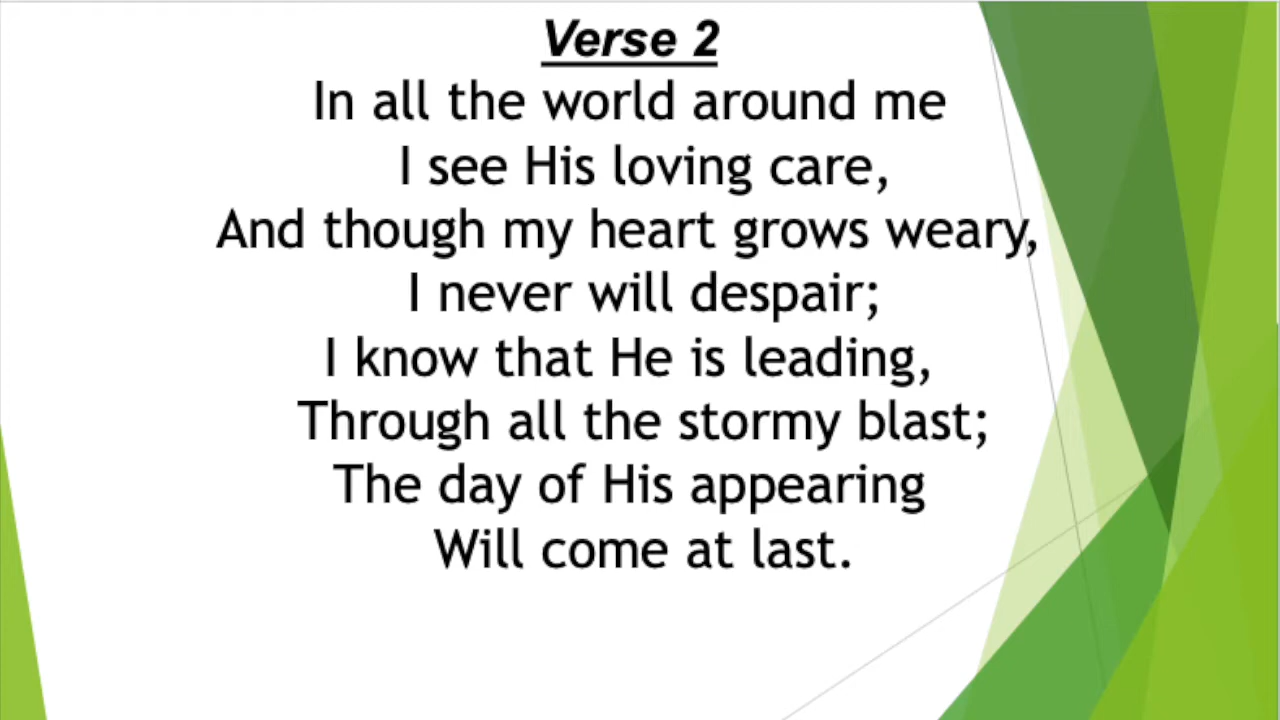 Verse 2
In all the world around me
I see His loving care,
And though my heart grows weary,
I never will despair;
I know that He is leading,
Through all the stormy blast;
The day of His appearing
Will come at last.